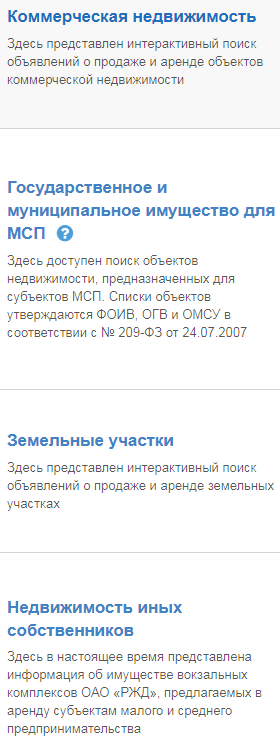 Коммерческая недвижимость
Здесь представлен интерактивный поиск
объявлений о продаже и аренде объектов
коммерческой недвижимости
Государственное и
муниципальное имущество для
МСП ?
Здесь доступен поиск объектов
недвижимости, предназначенных для
субъектов МСП. Списки объектов
утверждаются ФОИВ, ОГВ и ОМСУ в
соответствии с № 209-ФЗ от 24.07.2007
Земельные участки
Здесь представлен интерактивный поиск
объявлений о продаже и аренде земельных
участках
Недвижимость иных
собственников
Здесь в настоящее время представлена
информация об имуществе вокзальных
комплексов ОАО «РЖД», предлагаемых в
аренду субъектам малого и среднего
предпринимательства